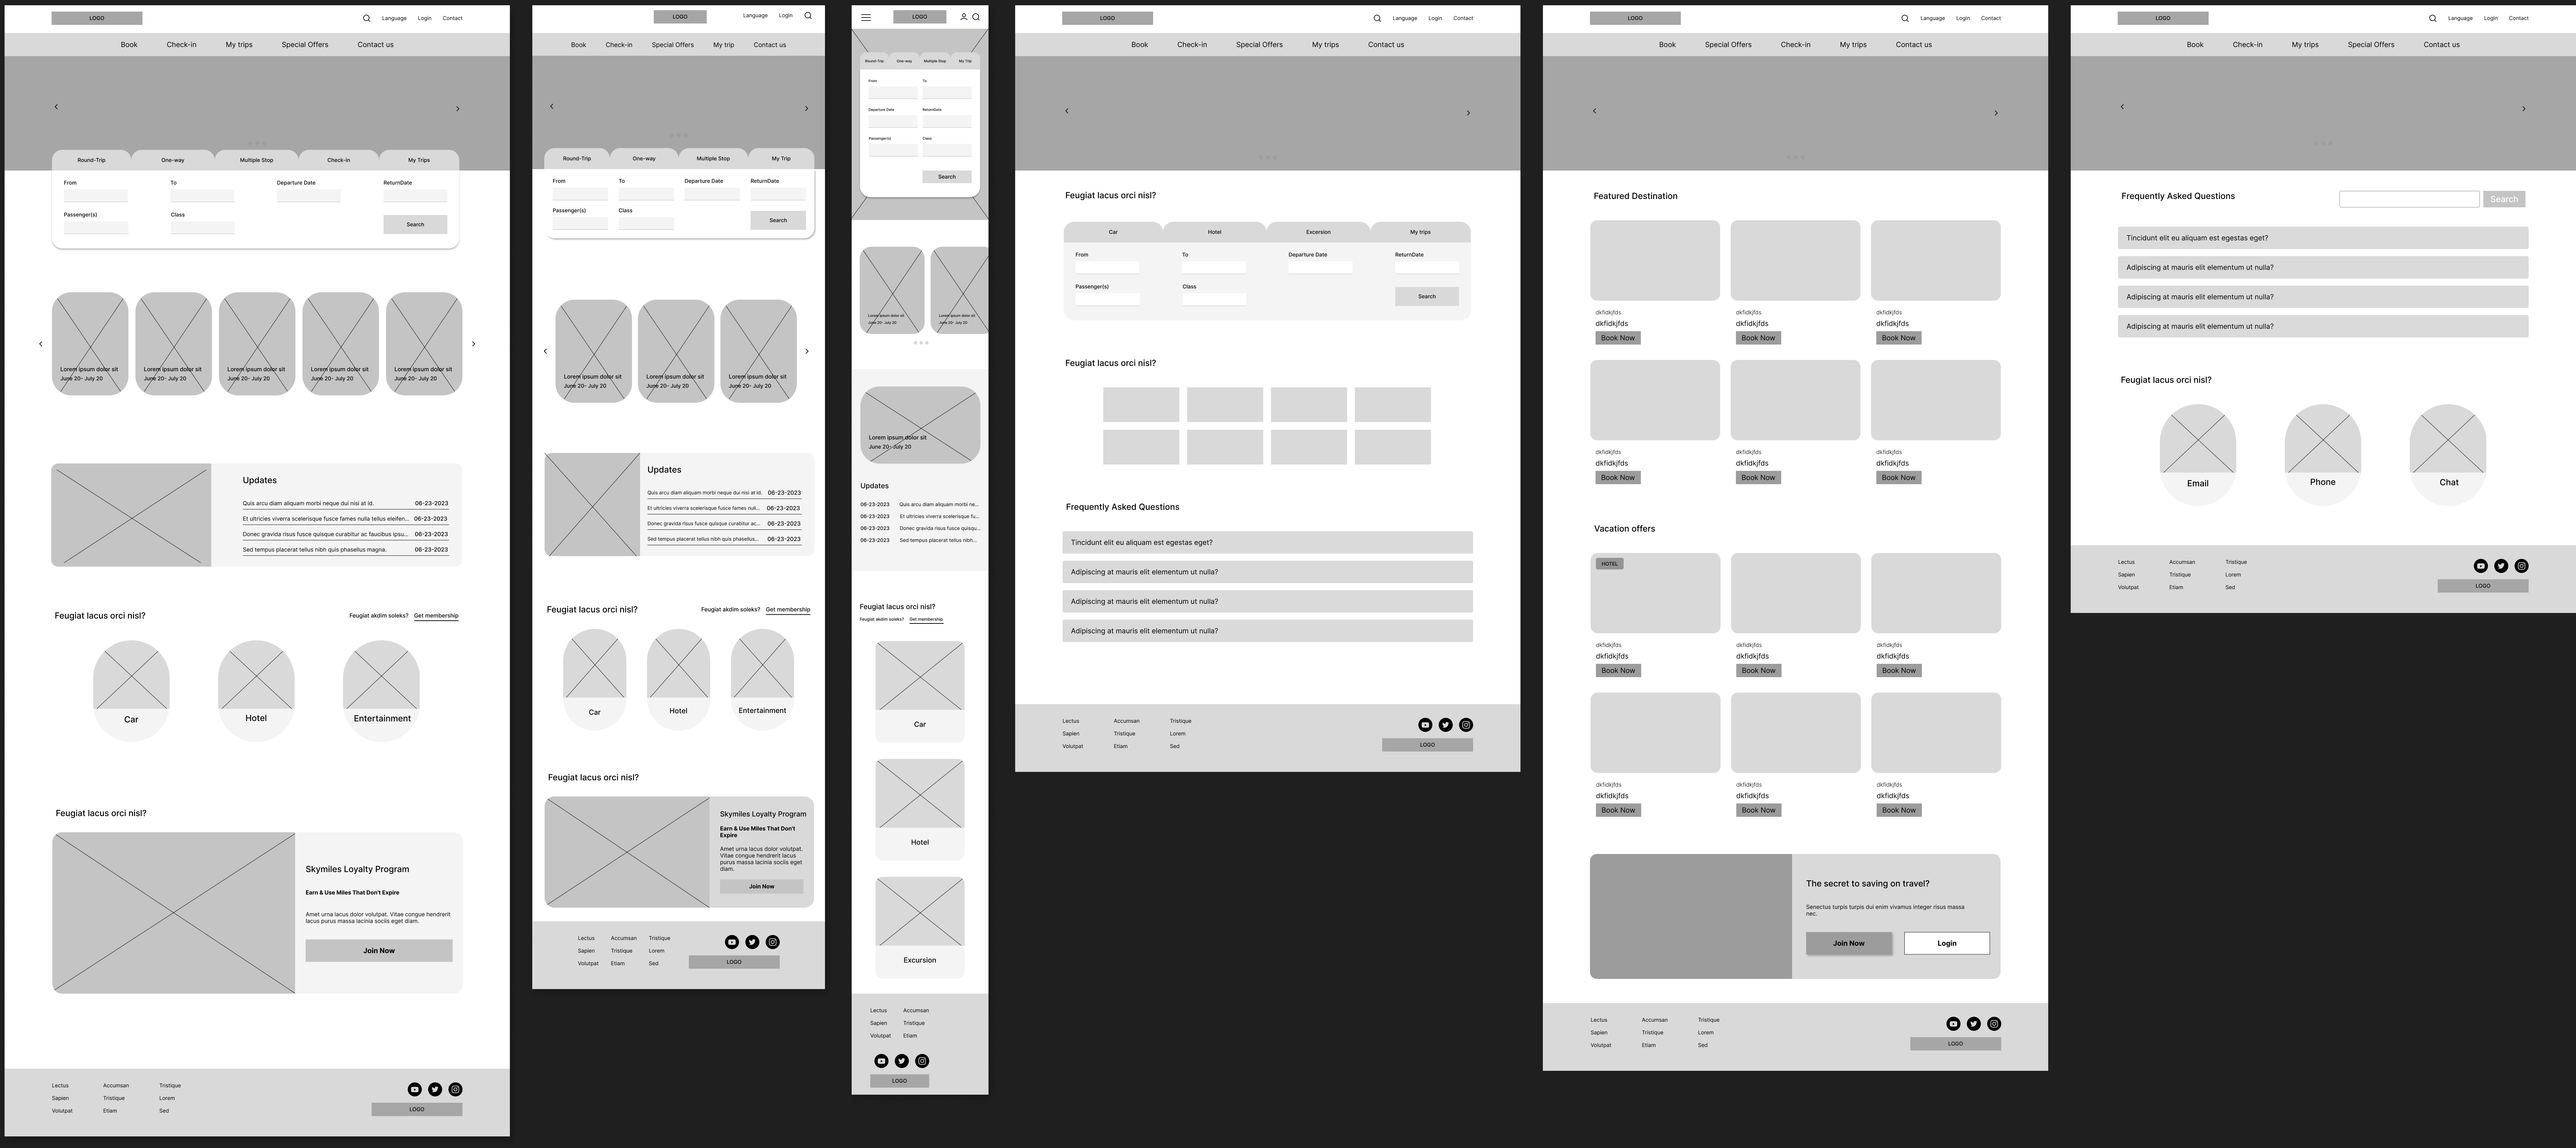 LOGO
Language Login Contact
Book Check-in My trips Special Offers Contact us
Round-Trip One-way Multiple Stop Check-in My Trips
From To Departure Date ReturnDate
Passenger(s) Class Search
Lorem ipsum dolor sit Lorem ipsum dolor sit Lorem ipsum dolor sit Lorem ipsum dolor sit Lorem ipsum dolor sit
June 20- July 20 June 20- July 20 June 20- July 20 June 20- July 20 June 20- July 20
Updates
Quis arcu diam aliquam morbi neque dui nisi at id. 06-23-2023
Et ultricies viverra scelerisque fusce fames nulla tellus eleifen... 06-23-2023
Donec gravida risus fusce quisque curabitur ac faucibus ipsu... 06-23-2023
Sed tempus placerat tellus nibh quis phasellus magna. 06-23-2023
Feugiat lacus orci nisl? Feugiat akdim soleks? Get membership
Car Hotel Entertainment
Feugiat lacus orci nisl?
Skymiles Loyalty Program
Earn & Use Miles That Don't Expire
Amet urna lacus dolor volutpat. Vitae congue hendrerit
lacus purus massa lacinia sociis eget diam.
Join Now
Lectus Accumsan Tristique
Sapien Tristique Lorem
Volutpat Etiam Sed
LOGO
LOGO
Language Login
Book Check-in Special Offers My trip Contact us
Round-Trip One-way Multiple Stop My Trip
From To Departure Date ReturnDate
Passenger(s) Class Search
Lorem ipsum dolor sit Lorem ipsum dolor sit Lorem ipsum dolor sit
June 20- July 20 June 20- July 20 June 20- July 20
Updates
Quis arcu diam aliquam morbi neque dui nisi at id. 06-23-2023
Et ultricies viverra scelerisque fusce fames null... 06-23-2023
Donec gravida risus fusce quisque curabitur ac... 06-23-2023
Sed tempus placerat tellus nibh quis phasellus... 06-23-2023
Feugiat lacus orci nisl? Feugiat akdim soleks? Get membership
Car Hotel Entertainment
Feugiat lacus orci nisl?
Skymiles Loyalty Program
Earn & Use Miles That Don't
Expire
Amet urna lacus dolor volutpat.
Vitae congue hendrerit lacus
purus massa lacinia sociis eget
diam.
Join Now
Lectus Accumsan Tristique
Sapien Tristique Lorem
Volutpat Etiam Sed
LOGO
LOGO
Round-Trip One-way Multiple Stop My Trip
From To
Departure Date ReturnDate
Passenger(s) Class
Search
Lorem ipsum dolor sit Lorem ipsum dolor sit
June 20- July 20 June 20- July 20
Lorem ipsum dolor sit
June 20- July 20
Updates
06-23-2023 Quis arcu diam aliquam morbi ne...
06-23-2023 Et ultricies viverra scelerisque fu...
06-23-2023 Donec gravida risus fusce quisqu...
06-23-2023 Sed tempus placerat tellus nibh...
Feugiat lacus orci nisl?
Feugiat akdim soleks? Get membership
Car
Hotel
Excursion
Lectus Accumsan
Sapien Tristique
Volutpat Etiam
LOGO
LOGO
Language Login Contact
Book Check-in Special Offers My trips Contact us
Feugiat lacus orci nisl?
Car Hotel Excersion My trips
From To Departure Date ReturnDate
Passenger(s) Class Search
Feugiat lacus orci nisl?
Frequently Asked Questions
Tincidunt elit eu aliquam est egestas eget?
Adipiscing at mauris elit elementum ut nulla?
Adipiscing at mauris elit elementum ut nulla?
Adipiscing at mauris elit elementum ut nulla?
Lectus Accumsan Tristique
Sapien Tristique Lorem
Volutpat Etiam Sed
LOGO
LOGO
Language Login Contact
Book Special Offers Check-in My trips Contact us
Featured Destination
dkfidkjfds dkfidkjfds dkfidkjfds
dkfidkjfds dkfidkjfds dkfidkjfds
Book Now Book Now Book Now
dkfidkjfds dkfidkjfds dkfidkjfds
dkfidkjfds dkfidkjfds dkfidkjfds
Book Now Book Now Book Now
Vacation offers
HOTEL
dkfidkjfds dkfidkjfds dkfidkjfds
dkfidkjfds dkfidkjfds dkfidkjfds
Book Now Book Now Book Now
dkfidkjfds dkfidkjfds dkfidkjfds
dkfidkjfds dkfidkjfds dkfidkjfds
Book Now Book Now Book Now
The secret to saving on travel?
Senectus turpis turpis dui enim vivamus integer risus massa
nec.
Join Now Login
Lectus Accumsan Tristique
Sapien Tristique Lorem
Volutpat Etiam Sed
LOGO
LOGO
Language Login Contact
Book Check-in My trips Special Offers Contact us
Frequently Asked Questions Search
Tincidunt elit eu aliquam est egestas eget?
Adipiscing at mauris elit elementum ut nulla?
Adipiscing at mauris elit elementum ut nulla?
Adipiscing at mauris elit elementum ut nulla?
Feugiat lacus orci nisl?
Email Phone Chat
Lectus Accumsan Tristique
Sapien Tristique Lorem
Volutpat Etiam Sed
LOGO